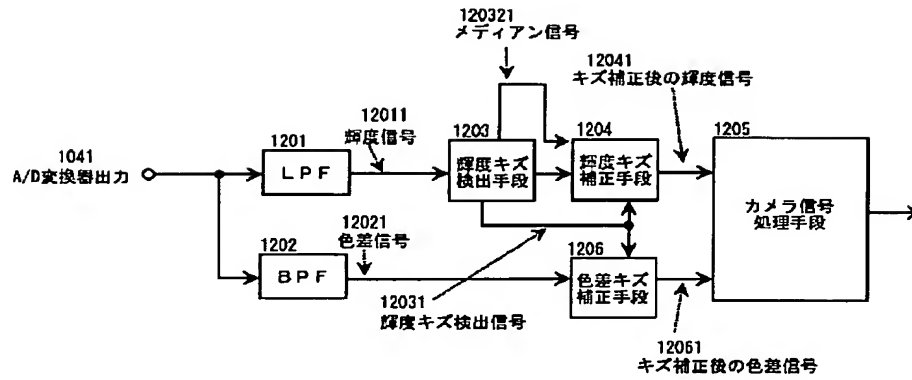 120321
メディアン信号
12041
キズ補正後の輝度信号
12011
輝度信号
1041
A/D変換器出力
1201
LPF
1203
輝度キズ
検出手段
1204
輝度キズ
補正手段
1205
カメラ信号
処理手段
12021
色差信号
1202
BPF
1206
色差キズ
補正手段
12031
輝度キズ検出信号
12061
キズ補正後の色差信号